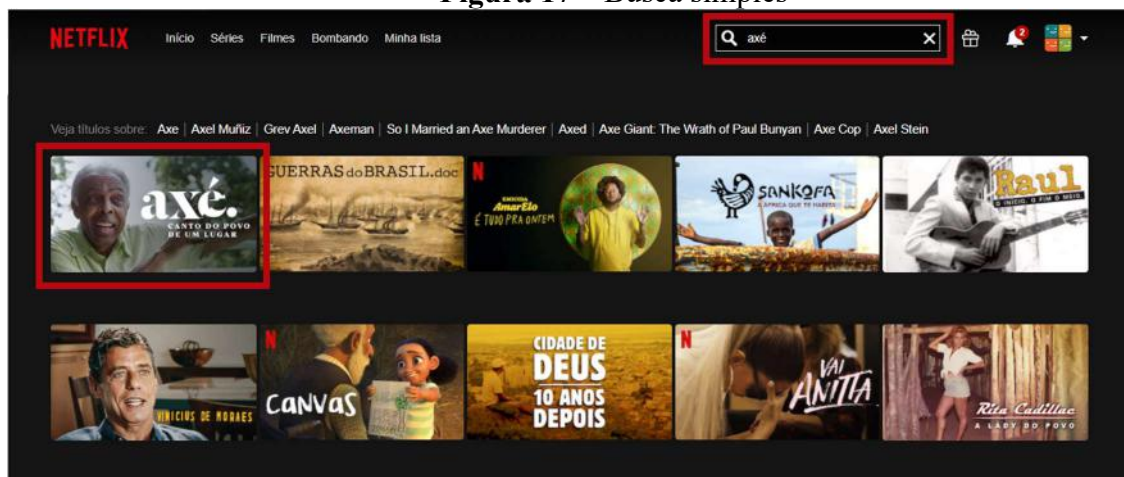 Figura 17 – Busca simples
NETFLIX Início Séries Filmes Bombando Minha lista axé 2
Veja títulos sobre: Axe | Axel Muñiz | Grev Axel | Axeman | So I Married an Axe Murderer | Axed | Axe Giant: The Wrath of Paul Bunyan | Axe Cop | Axel Stein
axé.
CANTO DO POVO
DE UM LUGAR
GUERRAS doBRASIL.doc
N
EMICIDA
AmarElo
É TUDO PRA ONTEM
SANKOFA
A ÁFRICA QUE TE HABITA
Raul
O INÍCIO, O FIM O MEIO
VINICIUS DE MORAES
N
CANVAS
CIDADE DE
DEUS
10 ANOS
DEPOIS
N
VAI
ANITTA
Rita Cadillac
A LADY DO POVO